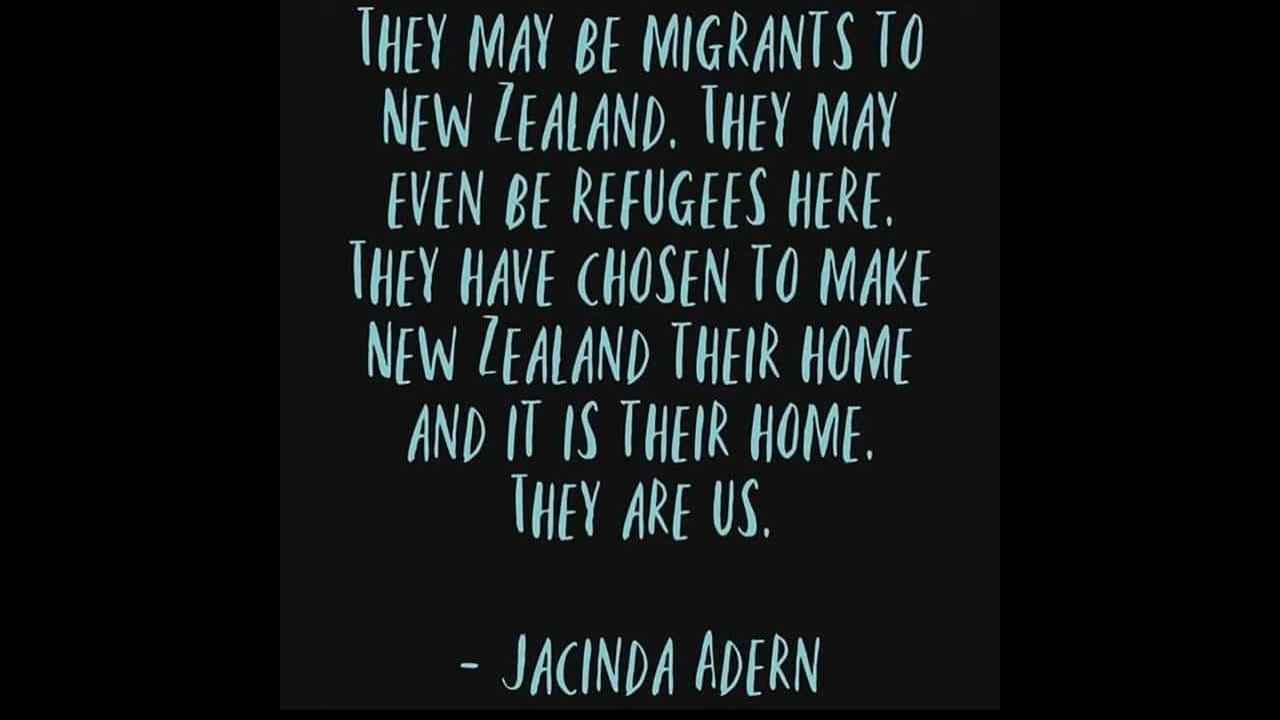 THEY MAY BE MIGRANTS TO
NEW ZEALAND. THEY MAY
EVEN BE REFUGEES HERE.
THEY HAVE CHOSEN TO MAKE
NEW ZEALAND THEIR HOME
AND IT IS THEIR HOME.
THEY ARE US.
- JACINDA ADERN